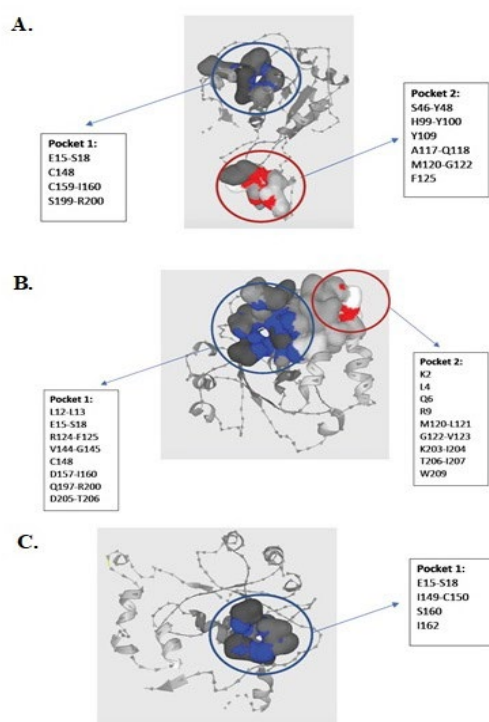 A.
Pocket 1:
E15-S18
C148
C159-I160
S199-R200
Pocket 2:
S46-Y48
H99-Y100
Y109
A117-Q118
M120-G122
F125
B.
Pocket 1:
L12-L13
E15-S18
R124-F125
V144-G145
C148
D157-I160
Q197-R200
D205-T206
Pocket 2:
K2
L4
Q6
R9
M120-L121
G122-V123
K203-I204
T206-I207
W209
C.
Pocket 1:
E15-S18
I149-C150
S160
I162